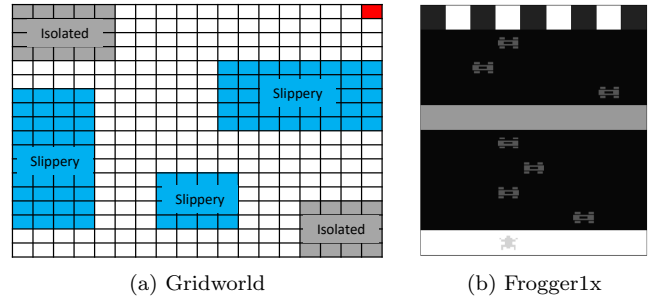 Isolated
Slippery
Slippery
Slippery
Isolated
(a) Gridworld
(b) Frogger1x